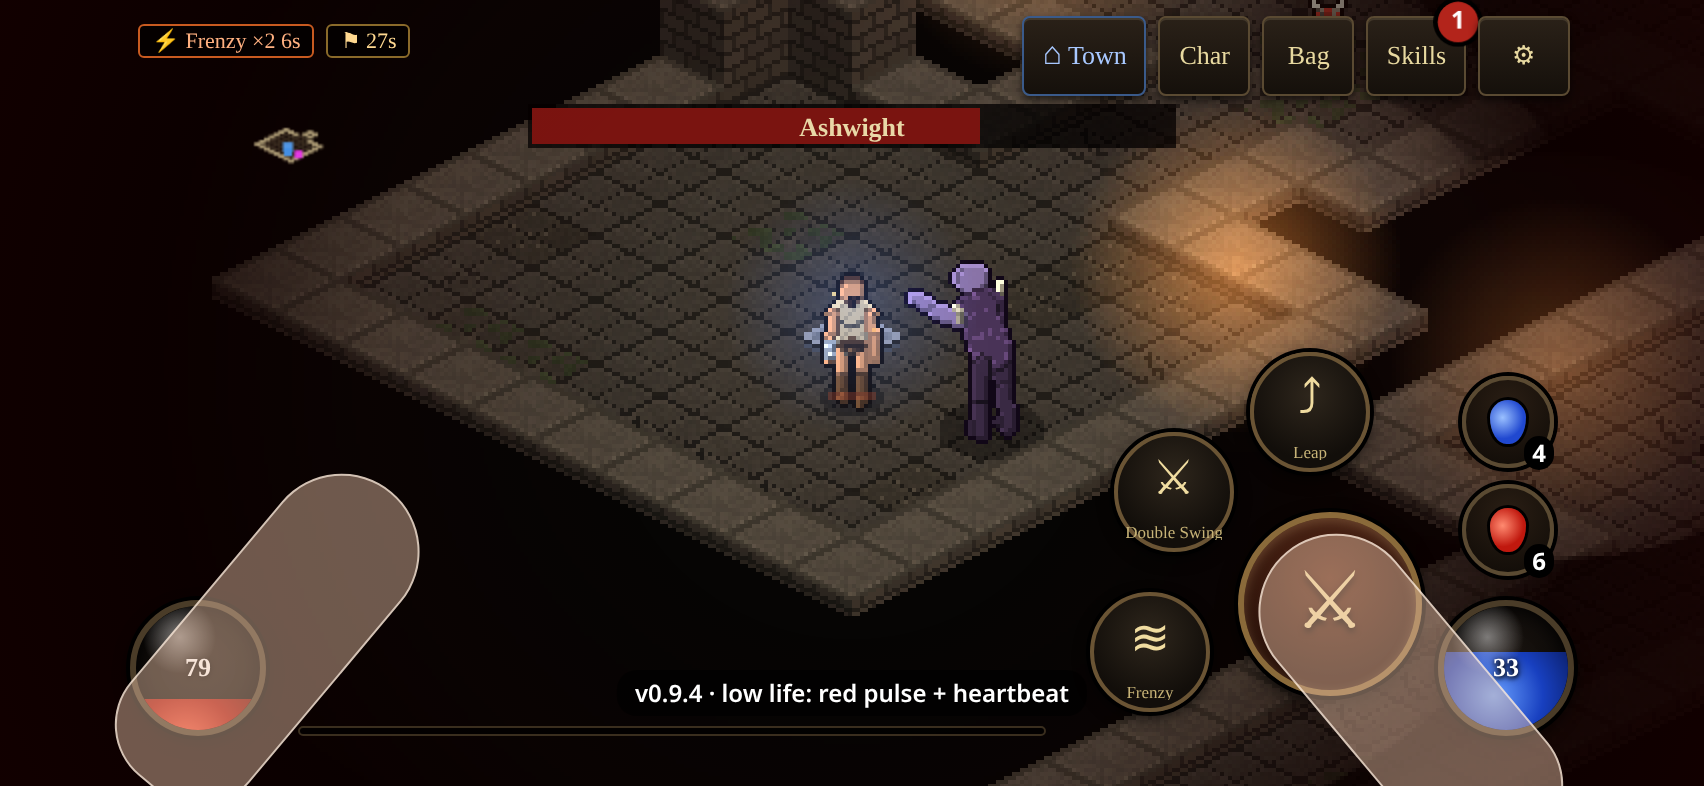 ⚡ Frenzy ×2 6s
⚑ 27s
⌂ Town
Char
Bag
Skills
1
⚙
Ashwight
Leap
Double Swing
4
6
Frenzy
79
33
v0.9.4 · low life: red pulse + heartbeat